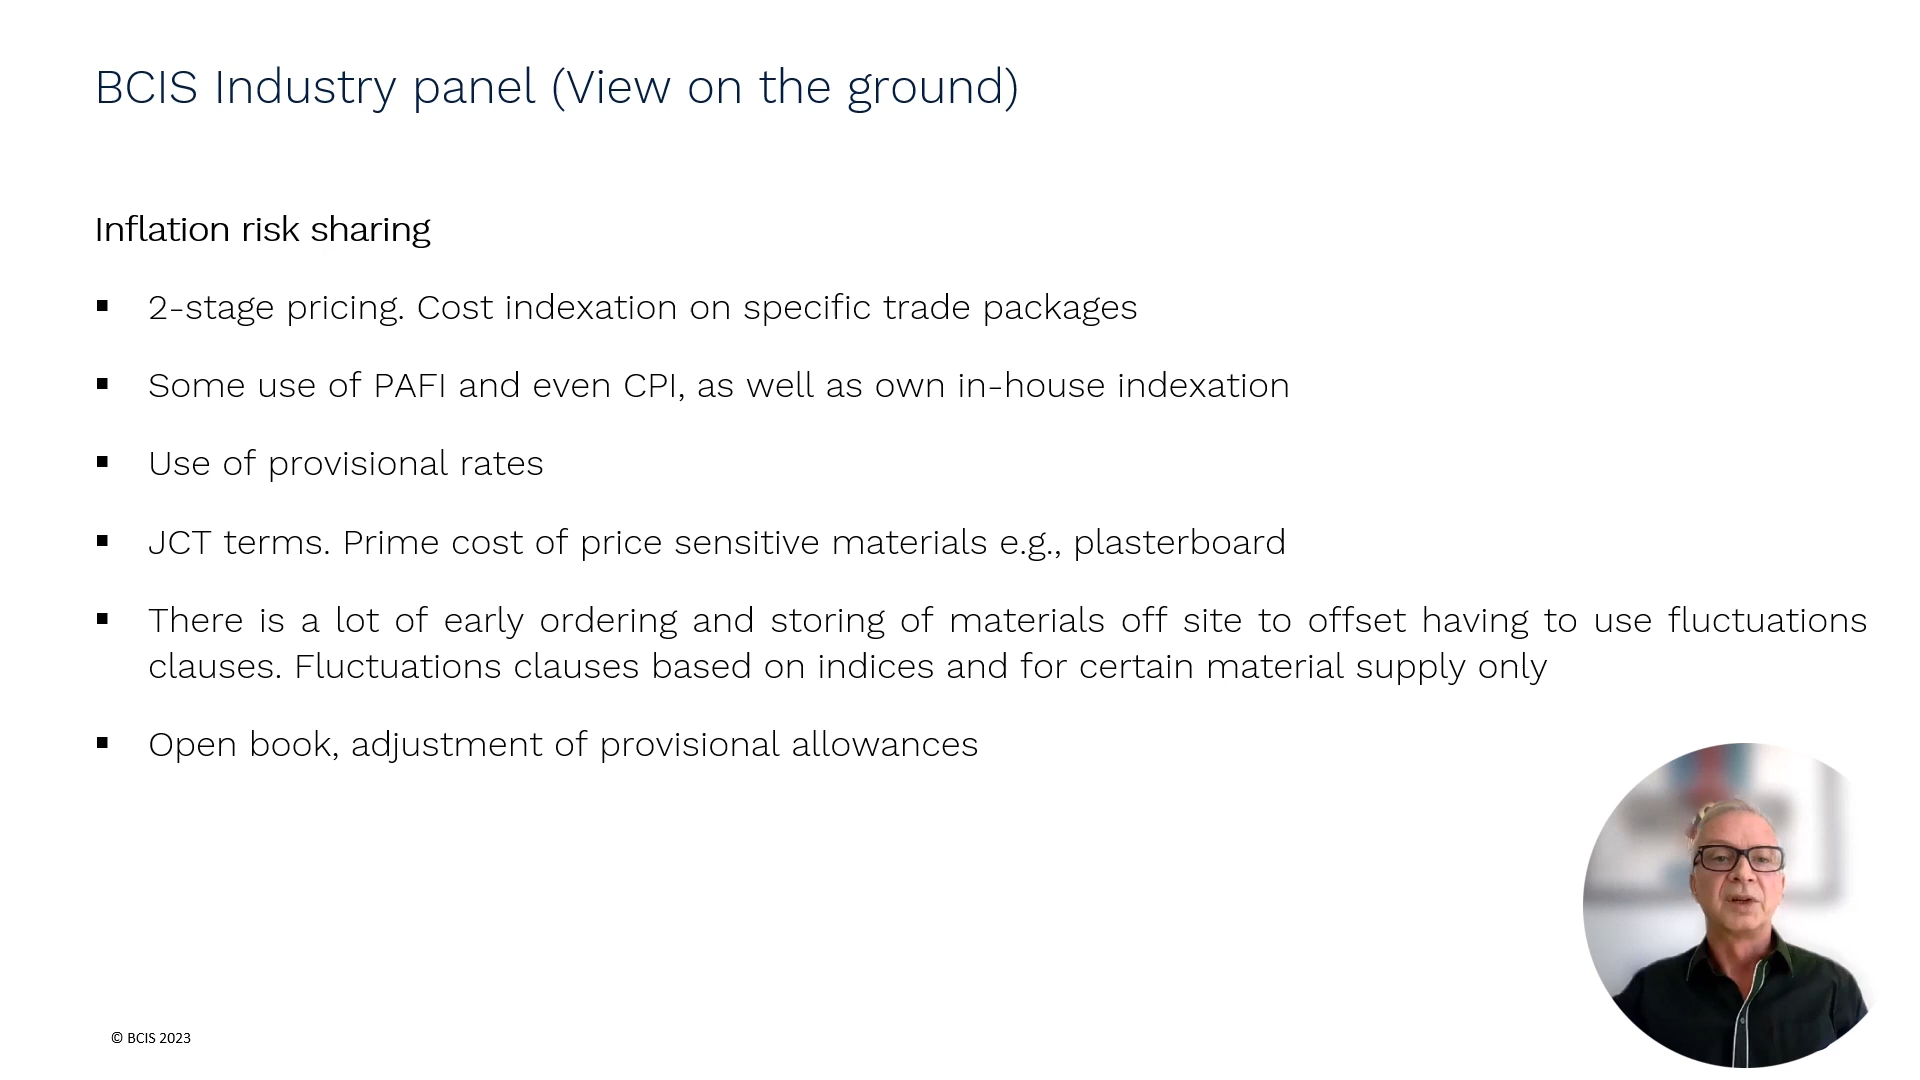 BCIS Industry panel (View on the ground)
Inflation risk sharing
▪ 2-stage pricing. Cost indexation on specific trade packages
▪ Some use of PAFI and even CPI, as well as own in-house indexation
▪ Use of provisional rates
▪ JCT terms. Prime cost of price sensitive materials e.g., plasterboard
▪ There is a lot of early ordering and storing of materials off site to offset having to use fluctuations
clauses. Fluctuations clauses based on indices and for certain material supply only
▪ Open book, adjustment of provisional allowances
© BCIS 2023